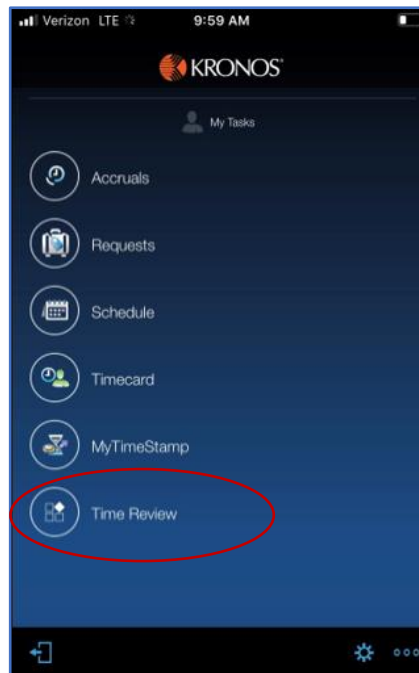 Verizon LTE 9:59 AM
KRONOS
My Tasks
Accruals
Requests
Schedule
Timecard
MyTimeStamp
Time Review